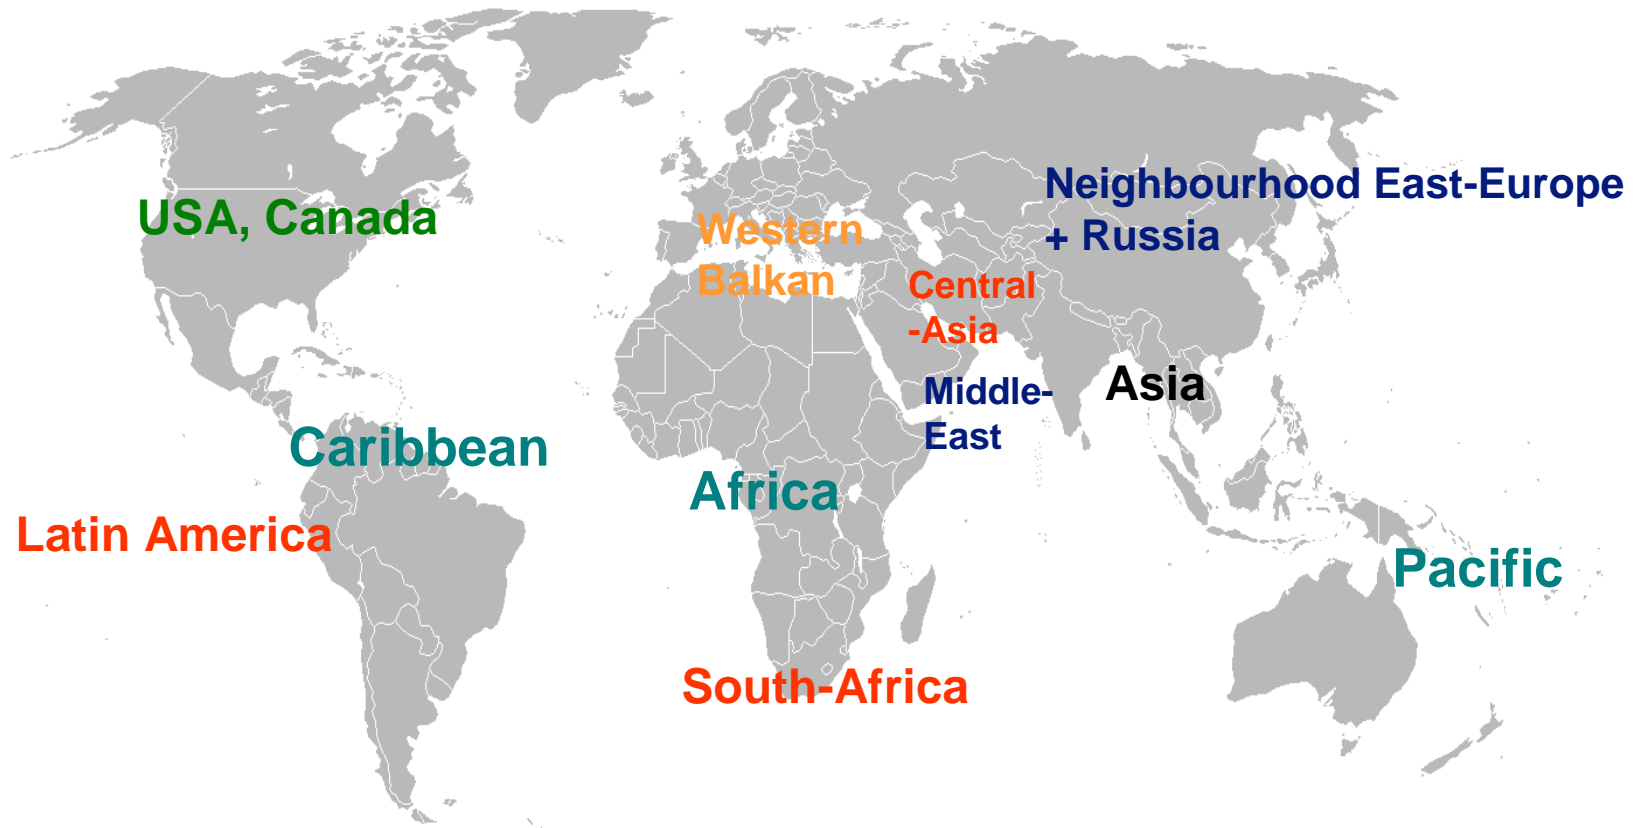 Neighbourhood East-Europe
+ Russia
USA, Canada
Western
Balkan
Central
-Asia
Asia
Middle-
East
Caribbean
Africa
Latin America
Pacific
South-Africa